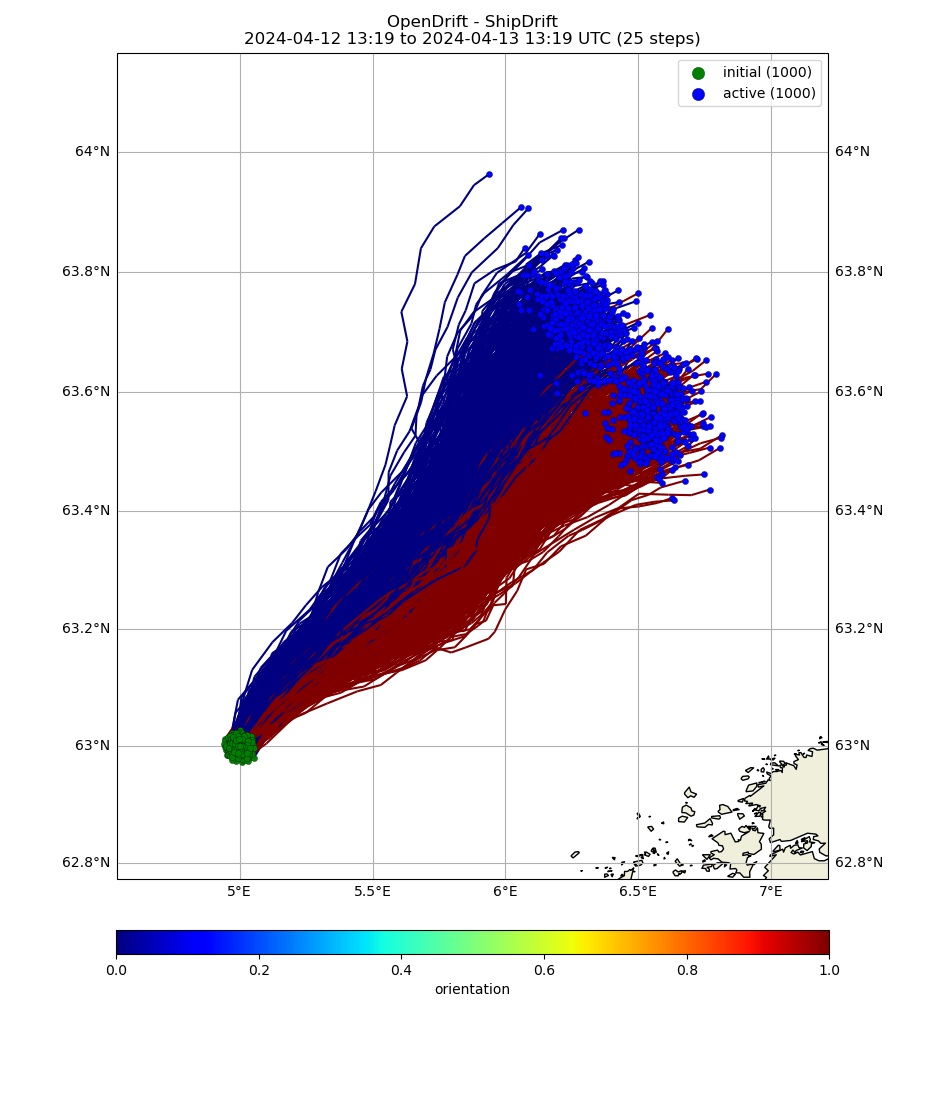 OpenDrift - ShipDrift
2024-04-12 13:19 to 2024-04-13 13:19 UTC (25 steps)
initial (1000)
active (1000)
64°N 64°N
63.8°N 63.8°N
63.6°N 63.6°N
63.4°N 63.4°N
63.2°N 63.2°N
63°N 63°N
62.8°N 62.8°N
5°E 5.5°E 6°E 6.5°E 7°E
0.0 0.2 0.4 0.6 0.8 1.0
orientation